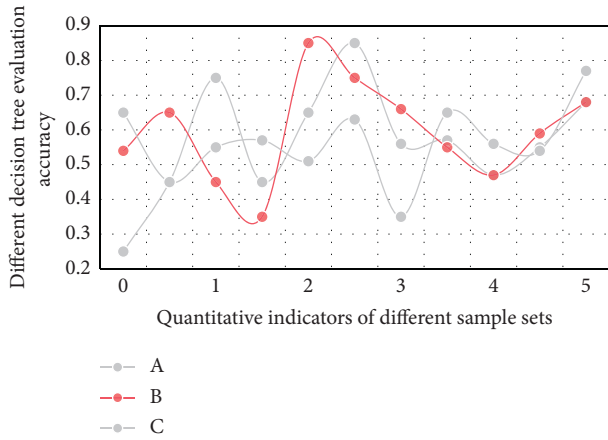 Different decision tree evaluation
accuracy
0.9
0.8
0.7
0.6
0.5
0.4
0.3
0.2
0 1 2 3 4 5
Quantitative indicators of different sample sets
A
B
C